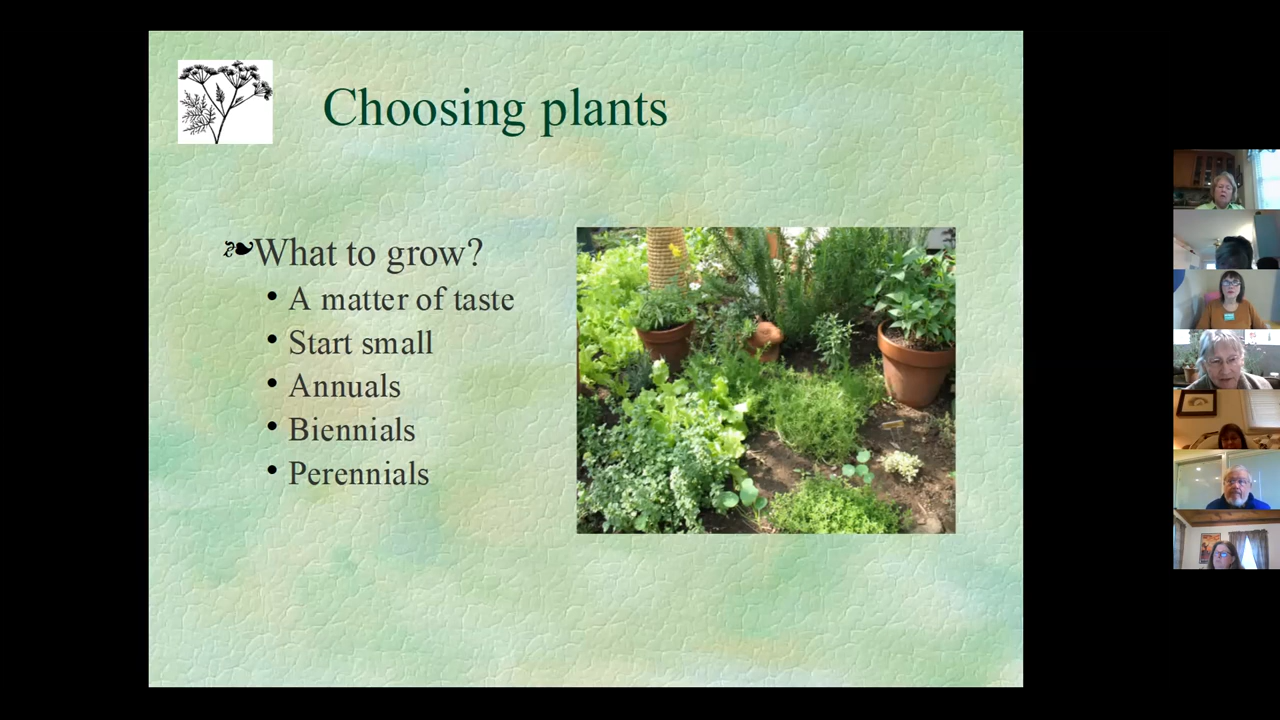 Choosing plants
What to grow?
• A matter of taste
• Start small
• Annuals
• Biennials
• Perennials